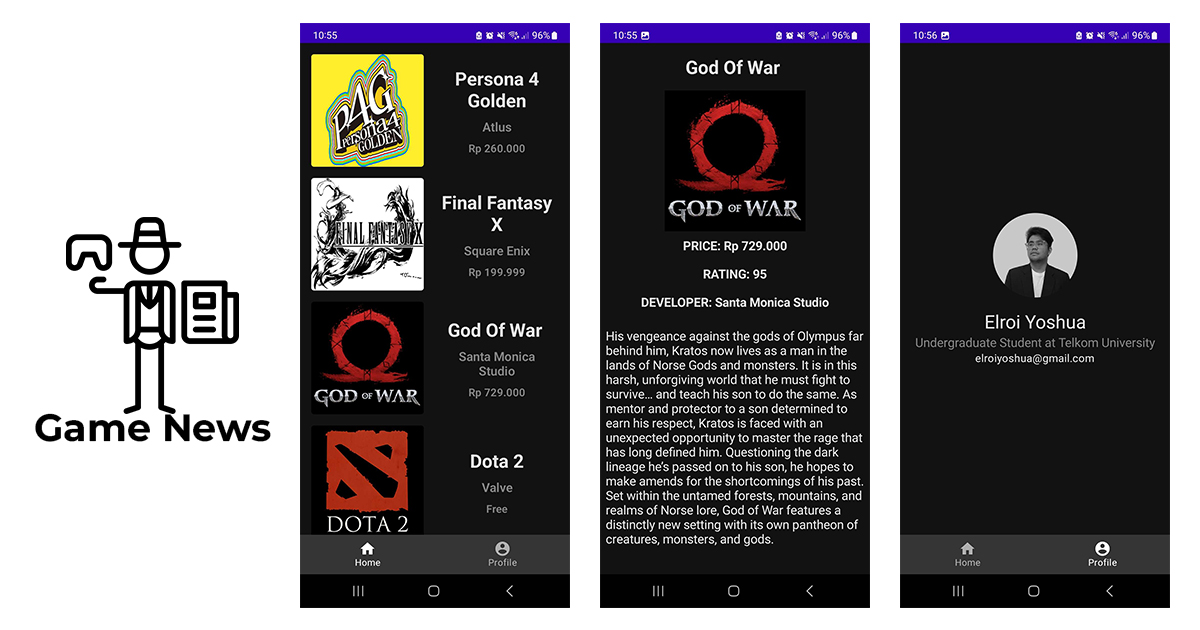 Game News
10:55
96%
P4G
Persona4
GOLDEN
Persona 4
Golden
Atlus
Rp 260.000
FINAL FANTASY X
Final Fantasy
X
Square Enix
Rp 199.999
GOD OF WAR
God Of War
Santa Monica
Studio
Rp 729.000
DOTA 2
Dota 2
Valve
Free
Home
Profile
10:55
96%
God Of War
GOD OF WAR
PRICE: Rp 729.000
RATING: 95
DEVELOPER: Santa Monica Studio
His vengeance against the gods of Olympus far
behind him, Kratos now lives as a man in the
lands of Norse Gods and monsters. It is in this
harsh, unforgiving world that he must fight to
survive… and teach his son to do the same. As
mentor and protector to a son determined to
earn his respect, Kratos is faced with an
unexpected opportunity to master the rage that
has long defined him. Questioning the dark
lineage he’s passed on to his son, he hopes to
make amends for the shortcomings of his past.
Set within the untamed forests, mountains, and
realms of Norse lore, God of War features a
distinctly new setting with its own pantheon of
creatures, monsters, and gods.
10:56
96%
Elroi Yoshua
Undergraduate Student at Telkom University
elroiyoshua@gmail.com
Home
Profile